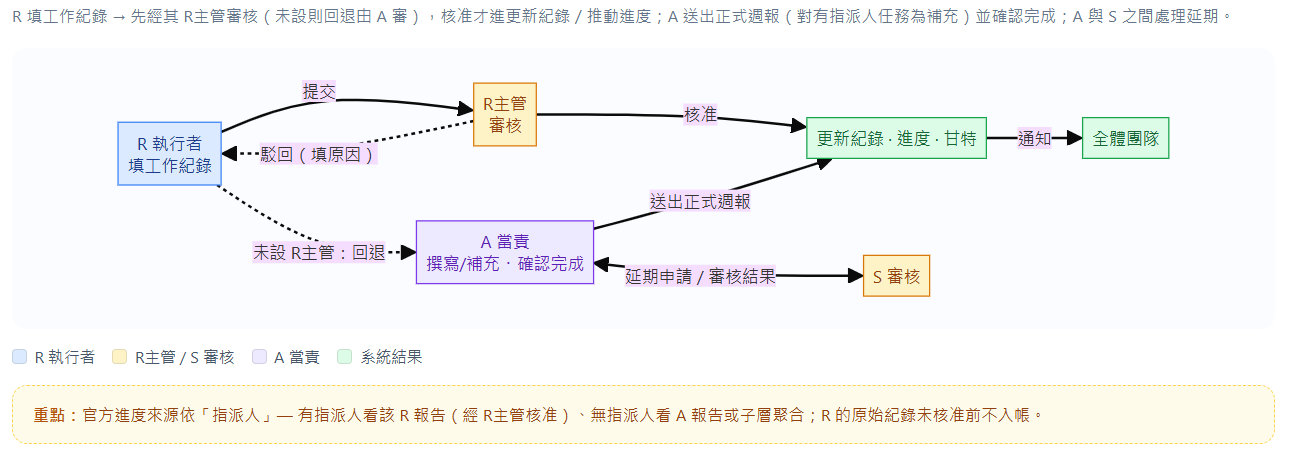 R 填工作紀錄 → 先經其 R主管審核（未設則回退由 A 審），核准才進更新紀錄 / 推動進度；A 送出正式週報（對有指派人任務為補充）並確認完成；A 與 S 之間處理延期。
提交
R主管
審核
核准
R 執行者
填工作紀錄
駁回（填原因）
更新紀錄 · 進度 · 甘特
通知
全體團隊
送出正式週報
未設 R主管：回退
A 當責
撰寫/補充 · 確認完成
延期申請 / 審核結果
S 審核
R 執行者
R主管 / S 審核
A 當責
系統結果
重點：官方進度來源依「指派人」— 有指派人看該 R 報告（經 R主管核准）、無指派人看 A 報告或子層聚合；R 的原始紀錄未核准前不入帳。